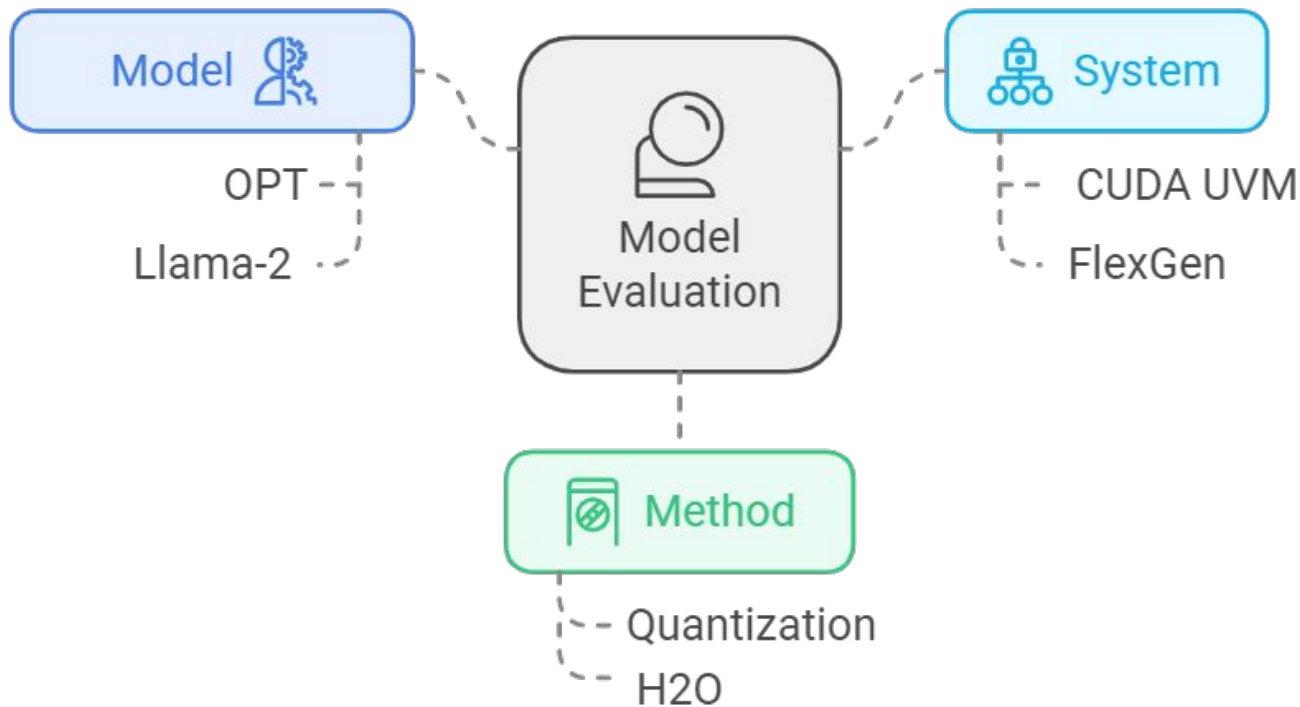 Model
OPT
Llama-2
Model
Evaluation
System
CUDA UVM
FlexGen
Method
Quantization
H2O